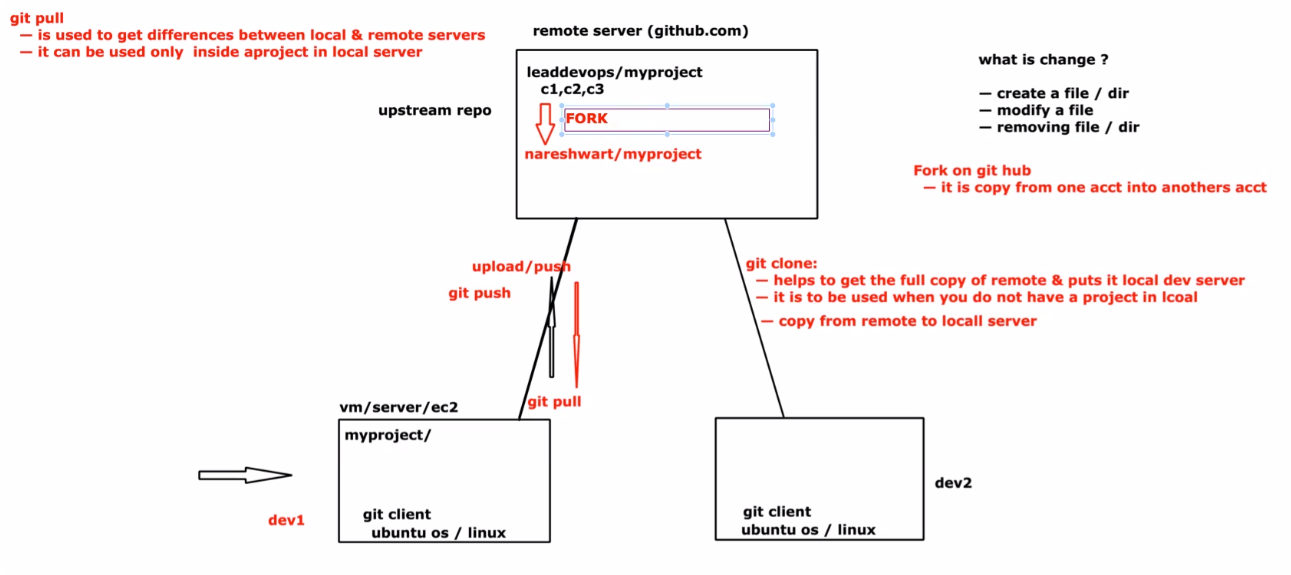 git pull
— is used to get differences between local & remote servers
— it can be used only inside aproject in local server
remote server (github.com)
leaddevops/myproject
c1,c2,c3
FORK
nareshwart/myproject
upstream repo
what is change ?
— create a file / dir
— modify a file
— removing file / dir
Fork on git hub
— it is copy from one acct into anothers acct
upload/push
git push
git pull
git clone:
— helps to get the full copy of remote & puts it local dev server
— it is to be used when you do not have a project in lcoal
— copy from remote to locall server
vm/server/ec2
myproject/
git client
ubuntu os / linux
dev1
git client
ubuntu os / linux
dev2